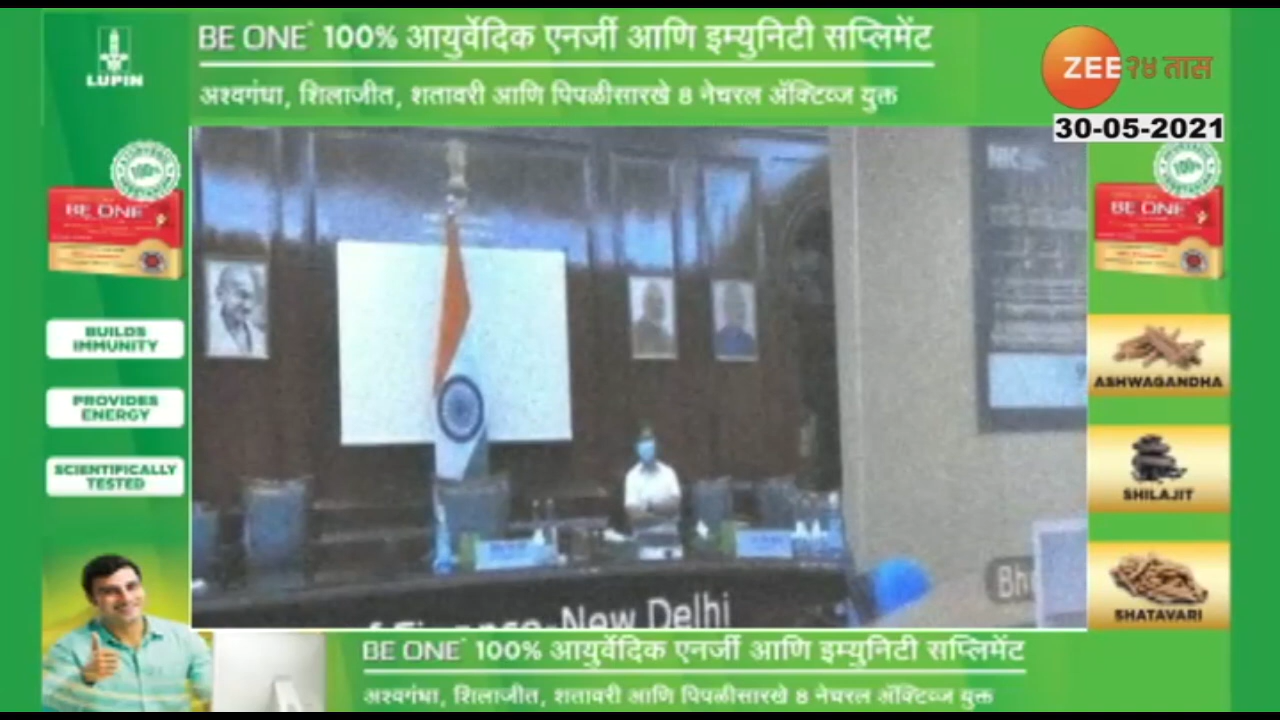 LUPIN
BE ONE 100% आयुर्वेदिक एनर्जी आणि इम्युनिटी सप्लिमेंट
अश्वगंधा, शिलाजीत, शतावरी आणि पिपळीसारखे 8 नेचरल ॲक्टिव्ज युक्त
ZEE २४ तास
30-05-2021
100%
BE ONE
BUILDS
IMMUNITY
PROVIDES
ENERGY
SCIENTIFICALLY
TESTED
NIC
New Delhi
100%
BE ONE
ASHWAGANDHA
SHILAJIT
SHATAVARI
BE ONE 100% आयुर्वेदिक एनर्जी आणि इम्युनिटी सप्लिमेंट
अश्वगंधा, शिलाजीत, शतावरी आणि पिपळीसारखे 8 नेचरल ॲक्टिव्ज युक्त